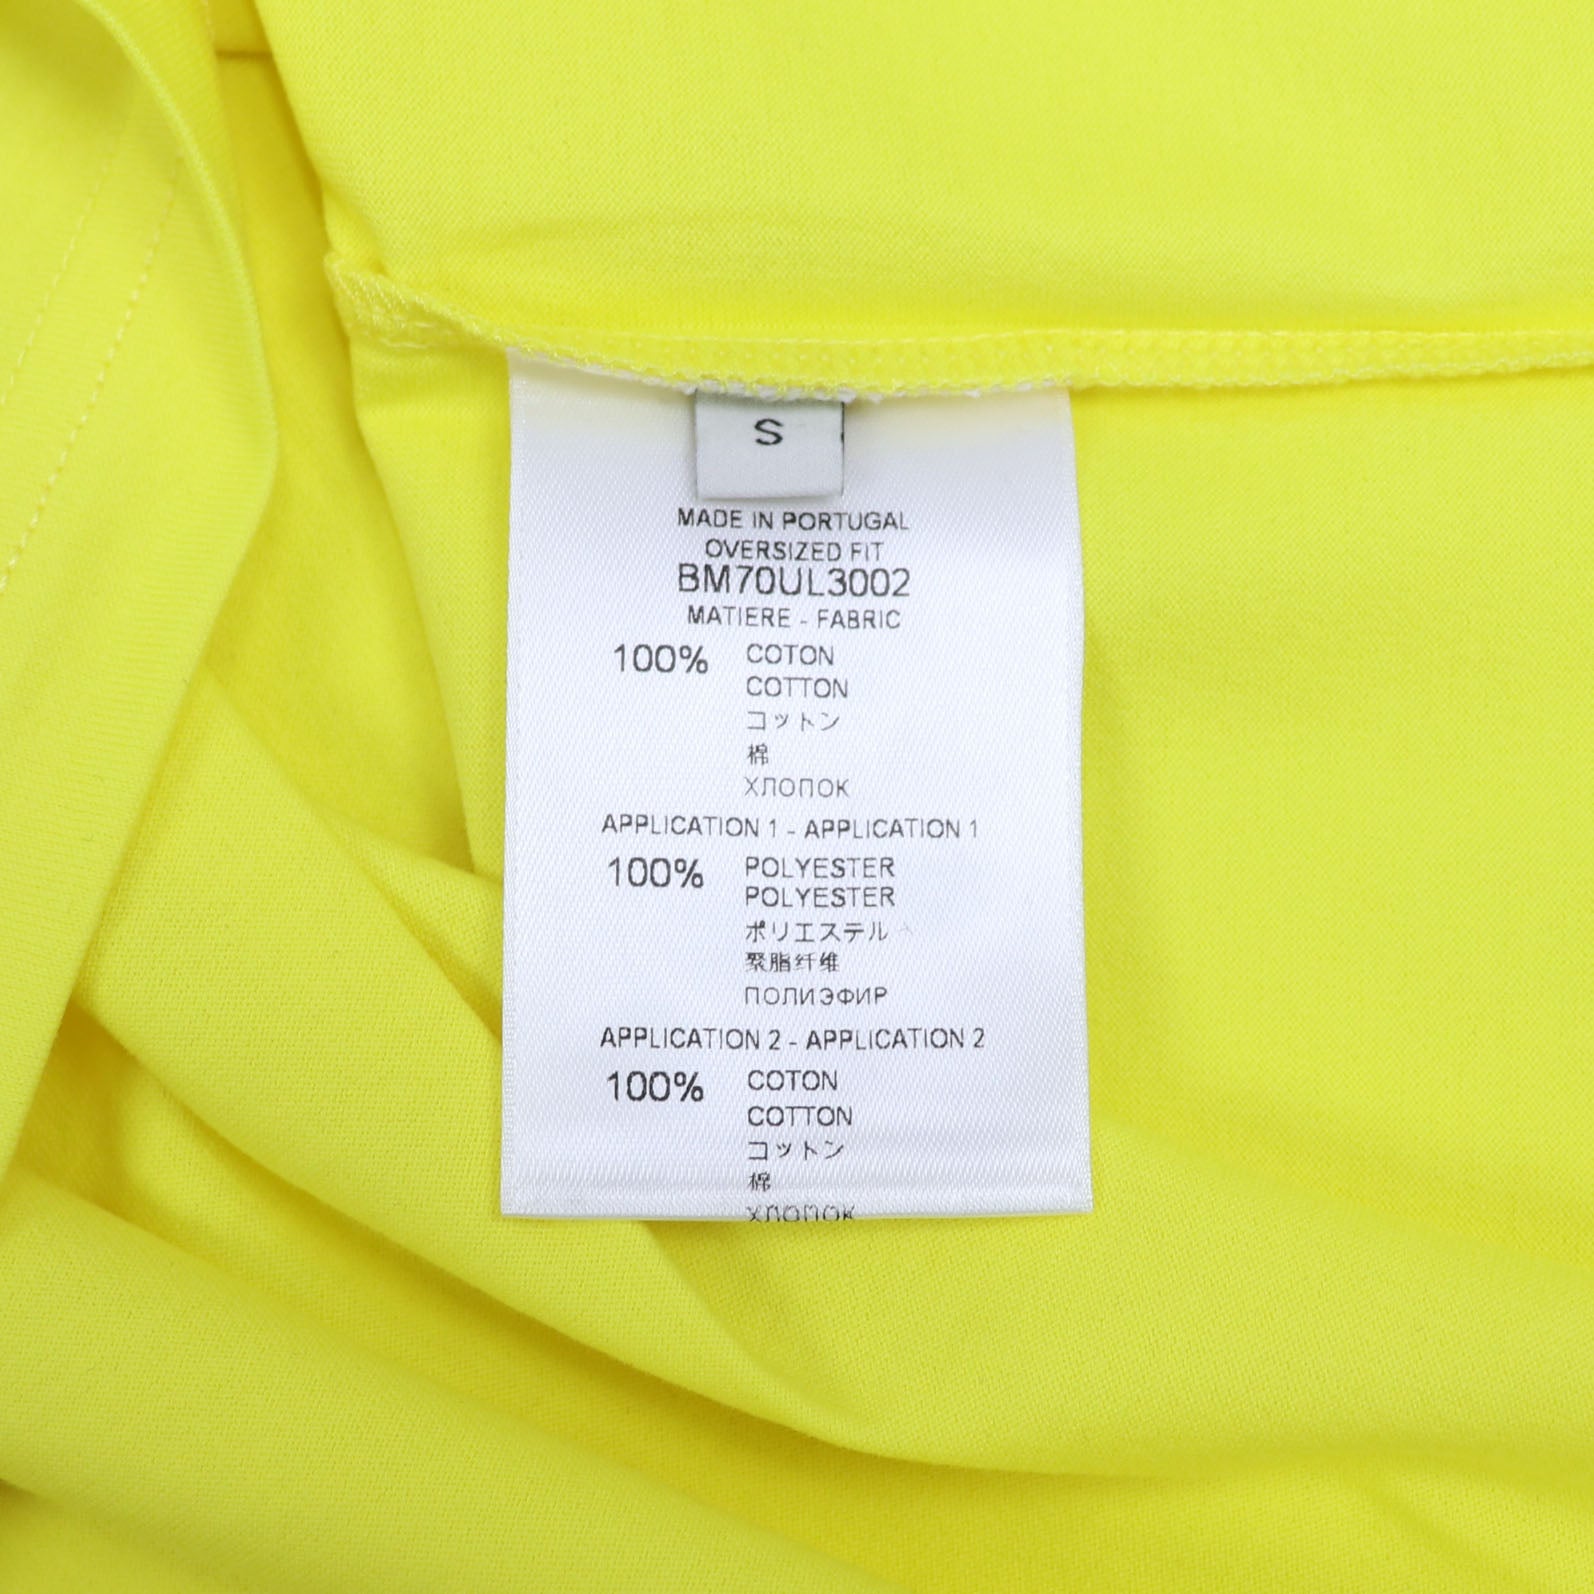 S
MADE IN PORTUGAL
OVERSIZED FIT
BM70UL3002
MATIERE - FABRIC
100% COTON
COTTON
コットン
棉
ХЛОПОК
APPLICATION 1 - APPLICATION 1
100% POLYESTER
POLYESTER
ポリエステル
聚脂纤维
ПОЛИЭФИР
APPLICATION 2 - APPLICATION 2
100% COTON
COTTON
コットン
棉
ХЛОПОК